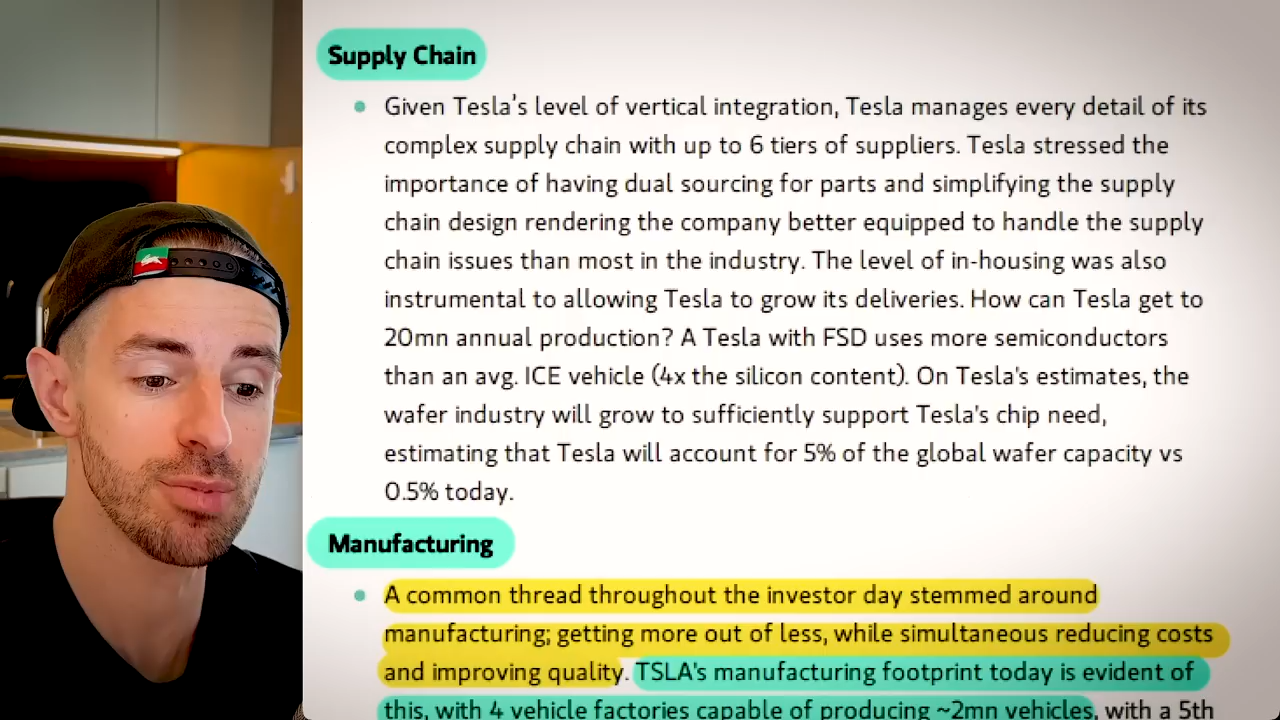 Supply Chain
Given Tesla's level of vertical integration, Tesla manages every detail of its
complex supply chain with up to 6 tiers of suppliers. Tesla stressed the
importance of having dual sourcing for parts and simplifying the supply
chain design rendering the company better equipped to handle the supply
chain issues than most in the industry. The level of in-housing was also
instrumental to allowing Tesla to grow its deliveries. How can Tesla get to
20mn annual production? A Tesla with FSD uses more semiconductors
than an avg. ICE vehicle (4x the silicon content). On Tesla's estimates, the
wafer industry will grow to sufficiently support Tesla's chip need,
estimating that Tesla will account for 5% of the global wafer capacity vs
0.5% today.
Manufacturing
A common thread throughout the investor day stemmed around
manufacturing; getting more out of less, while simultaneous reducing costs
and improving quality. TSLA's manufacturing footprint today is evident of
this, with 4 vehicle factories capable of producing ~2mn vehicles, with a 5th